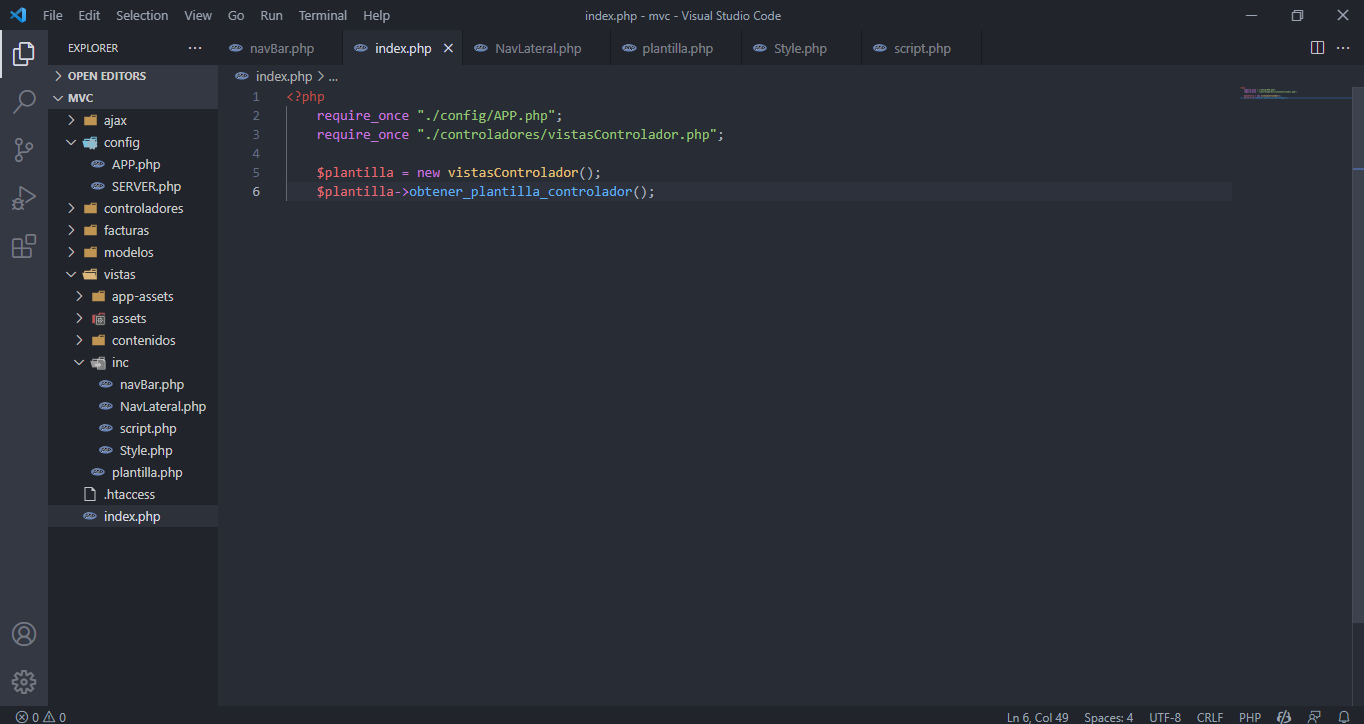 File Edit Selection View Go Run Terminal Help index.php - mvc - Visual Studio Code
EXPLORER
navBar.php index.php NavLateral.php plantilla.php Style.php script.php
OPEN EDITORS
MVC
ajax
config
APP.php
SERVER.php
controladores
facturas
modelos
vistas
app-assets
assets
contenidos
inc
navBar.php
NavLateral.php
script.php
Style.php
plantilla.php
.htaccess
index.php
index.php > ...
1 <?php
2 require_once "./config/APP.php";
3 require_once "./controladores/vistasControlador.php";
4
5 $plantilla = new vistasControlador();
6 $plantilla->obtener_plantilla_controlador();
0 0 Ln 6, Col 49 Spaces: 4 UTF-8 CRLF PHP